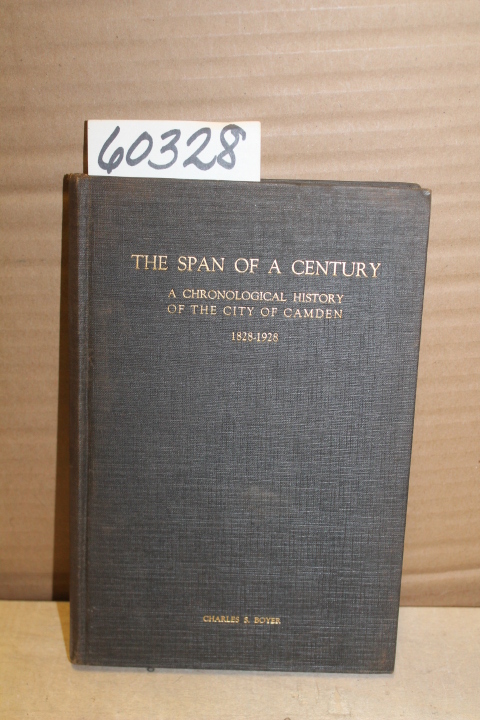 60328
THE SPAN OF A CENTURY
A CHRONOLOGICAL HISTORY
OF THE CITY OF CAMDEN
1828-1928
CHARLES S. BOYER